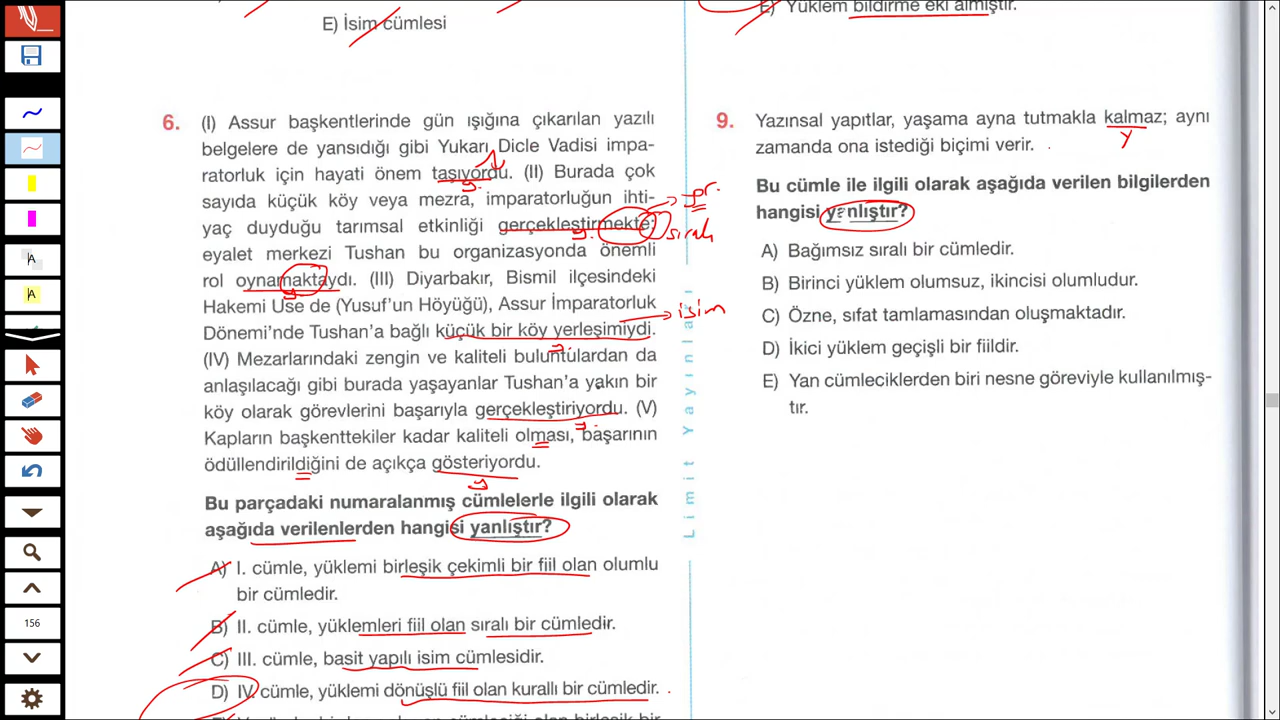 E) İsim cümlesi
6. (I) Assur başkentlerinde gün ışığına çıkarılan yazılı
belgelere de yansıdığı gibi Yukarı Dicle Vadisi impa-
ratorluk için hayati önem taşıyordu. (II) Burada çok
sayıda küçük köy veya mezra, imparatorluğun ihti-
yaç duyduğu tarımsal etkinliği gerçekleştirmekte;
eyalet merkezi Tushan bu organizasyonda önemli
rol oynamaktaydı. (III) Diyarbakır, Bismil ilçesindeki
Hakemi Use de (Yusuf'un Höyüğü), Assur İmparatorluk
Dönemi'nde Tushan'a bağlı küçük bir köy yerleşimiydi.
(IV) Mezarlarındaki zengin ve kaliteli buluntulardan da
anlaşılacağı gibi burada yaşayanlar Tushan'a yakın bir
köy olarak görevlerini başarıyla gerçekleştiriyordu. (V)
Kapların başkenttekiler kadar kaliteli olması, başarının
ödüllendirildiğini de açıkça gösteriyordu.
y.
y.
pr.
sıralı
y
isim
y.
y.
y
Bu parçadaki numaralanmış cümlelerle ilgili olarak
aşağıda verilenlerden hangisi yanlıştır?
A) I. cümle, yüklemi birleşik çekimli bir fiil olan olumlu
bir cümledir.
B) II. cümle, yüklemleri fiil olan sıralı bir cümledir.
C) III. cümle, basit yapılı isim cümlesidir.
D) IV. cümle, yüklemi dönüşlü fiil olan kurallı bir cümledir.
Limit Yayınları
E) Yüklem bildirme eki almıştır.
9. Yazınsal yapıtlar, yaşama ayna tutmakla kalmaz; aynı
zamanda ona istediği biçimi verir.
y
Bu cümle ile ilgili olarak aşağıda verilen bilgilerden
hangisi yanlıştır?
A) Bağımsız sıralı bir cümledir.
B) Birinci yüklem olumsuz, ikincisi olumludur.
C) Özne, sıfat tamlamasından oluşmaktadır.
D) İkici yüklem geçişli bir fiildir.
E) Yan cümleciklerden biri nesne göreviyle kullanılmış-
tır.
A
A
156